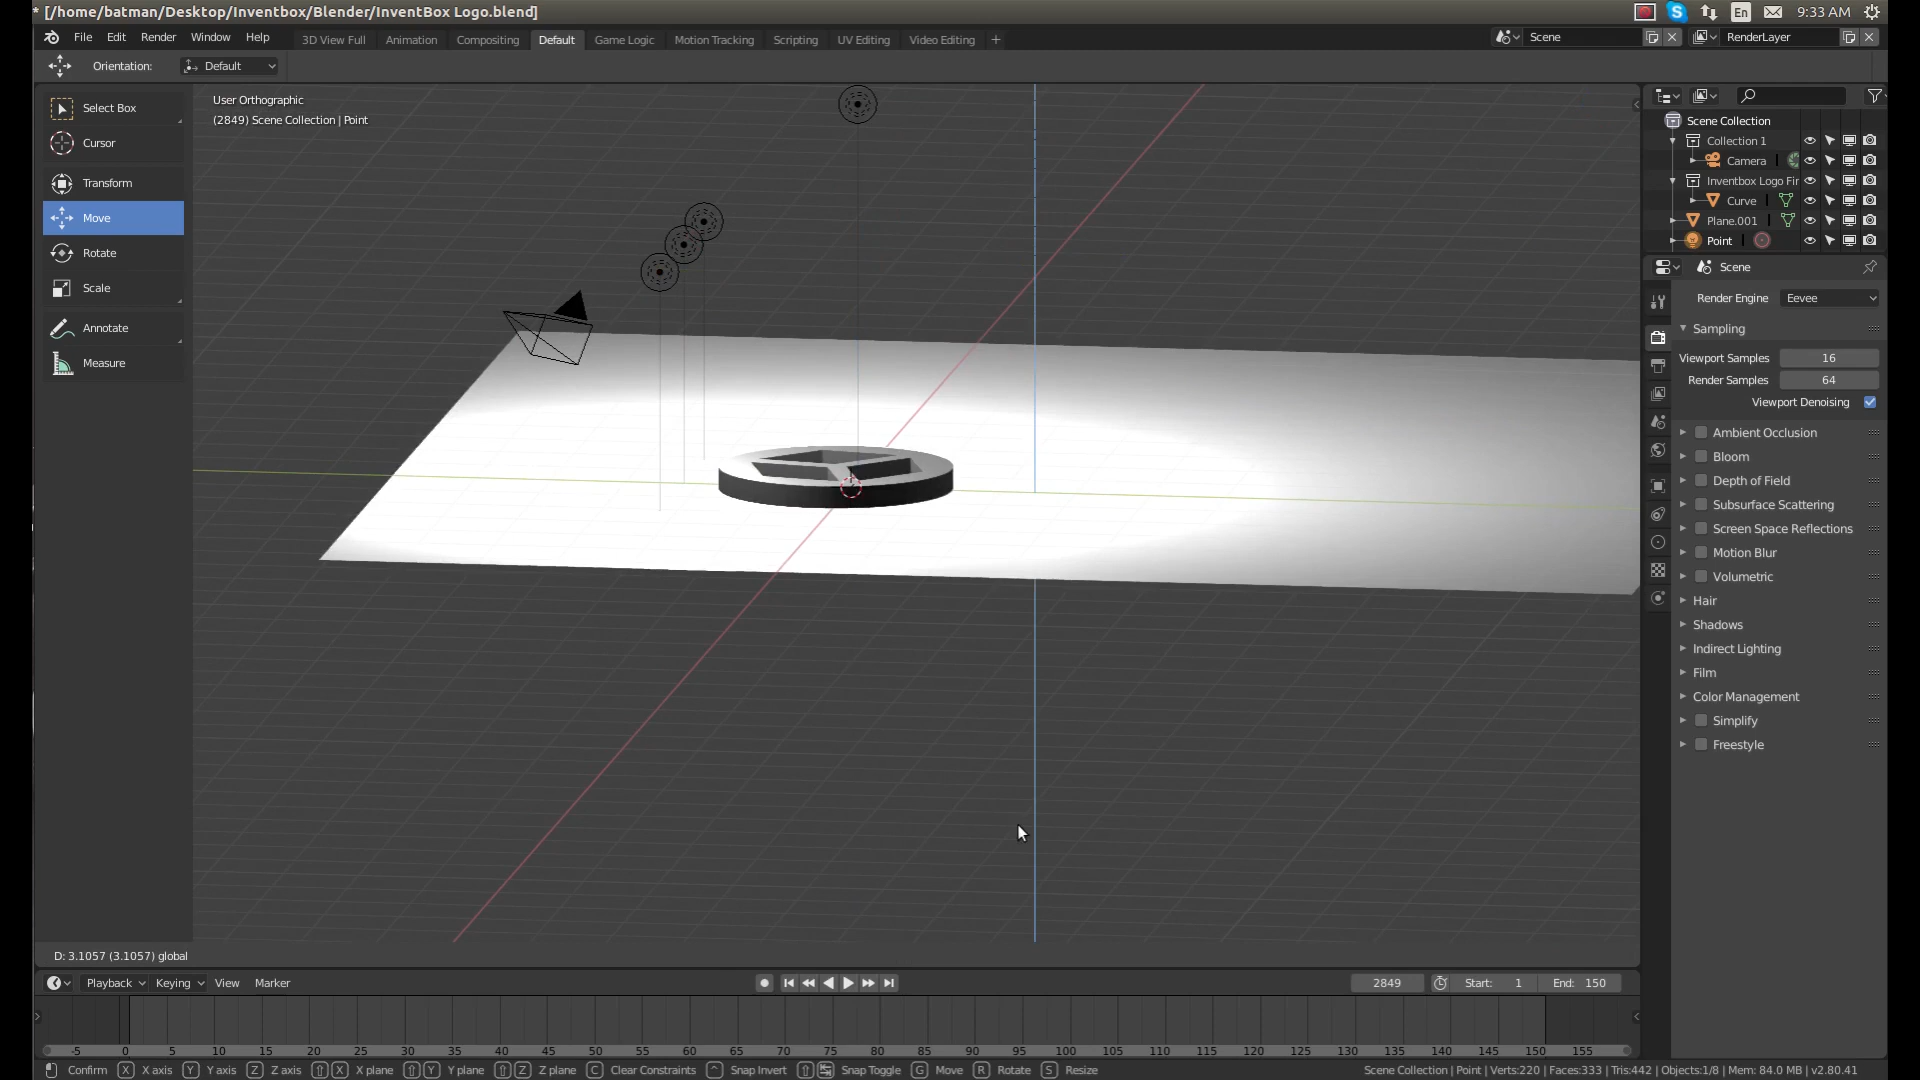 * [/home/batman/Desktop/Inventbox/Blender/InventBox Logo.blend]
En 9:33 AM
File Edit Render Window Help 3D View Full Animation Compositing Default Game Logic Motion Tracking Scripting UV Editing Video Editing + Scene RenderLayer
Orientation: Default
Select Box
Cursor
Transform
Move
Rotate
Scale
Annotate
Measure
User Orthographic
(2849) Scene Collection | Point
Scene Collection
Collection 1
Camera
Inventbox Logo Fir
Curve
Plane.001
Point
Scene
Render Engine Eevee
Sampling
Viewport Samples 16
Render Samples 64
Viewport Denoising
Ambient Occlusion
Bloom
Depth of Field
Subsurface Scattering
Screen Space Reflections
Motion Blur
Volumetric
Hair
Shadows
Indirect Lighting
Film
Color Management
Simplify
Freestyle
D: 3.1057 (3.1057) global
Playback Keying View Marker 2849 Start: 1 End: 150
-5 0 5 10 15 20 25 30 35 40 45 50 55 60 65 70 75 80 85 90 95 100 105 110 115 120 125 130 135 140 145 150 155
Confirm X X axis Y Y axis Z Z axis X X plane Y Y plane Z Z plane C Clear Constraints ^ Snap Invert Snap Toggle G Move R Rotate S Resize Scene Collection | Point | Verts:220 | Faces:333 | Tris:442 | Objects:1/8 | Mem: 84.0 MB | v2.80.41